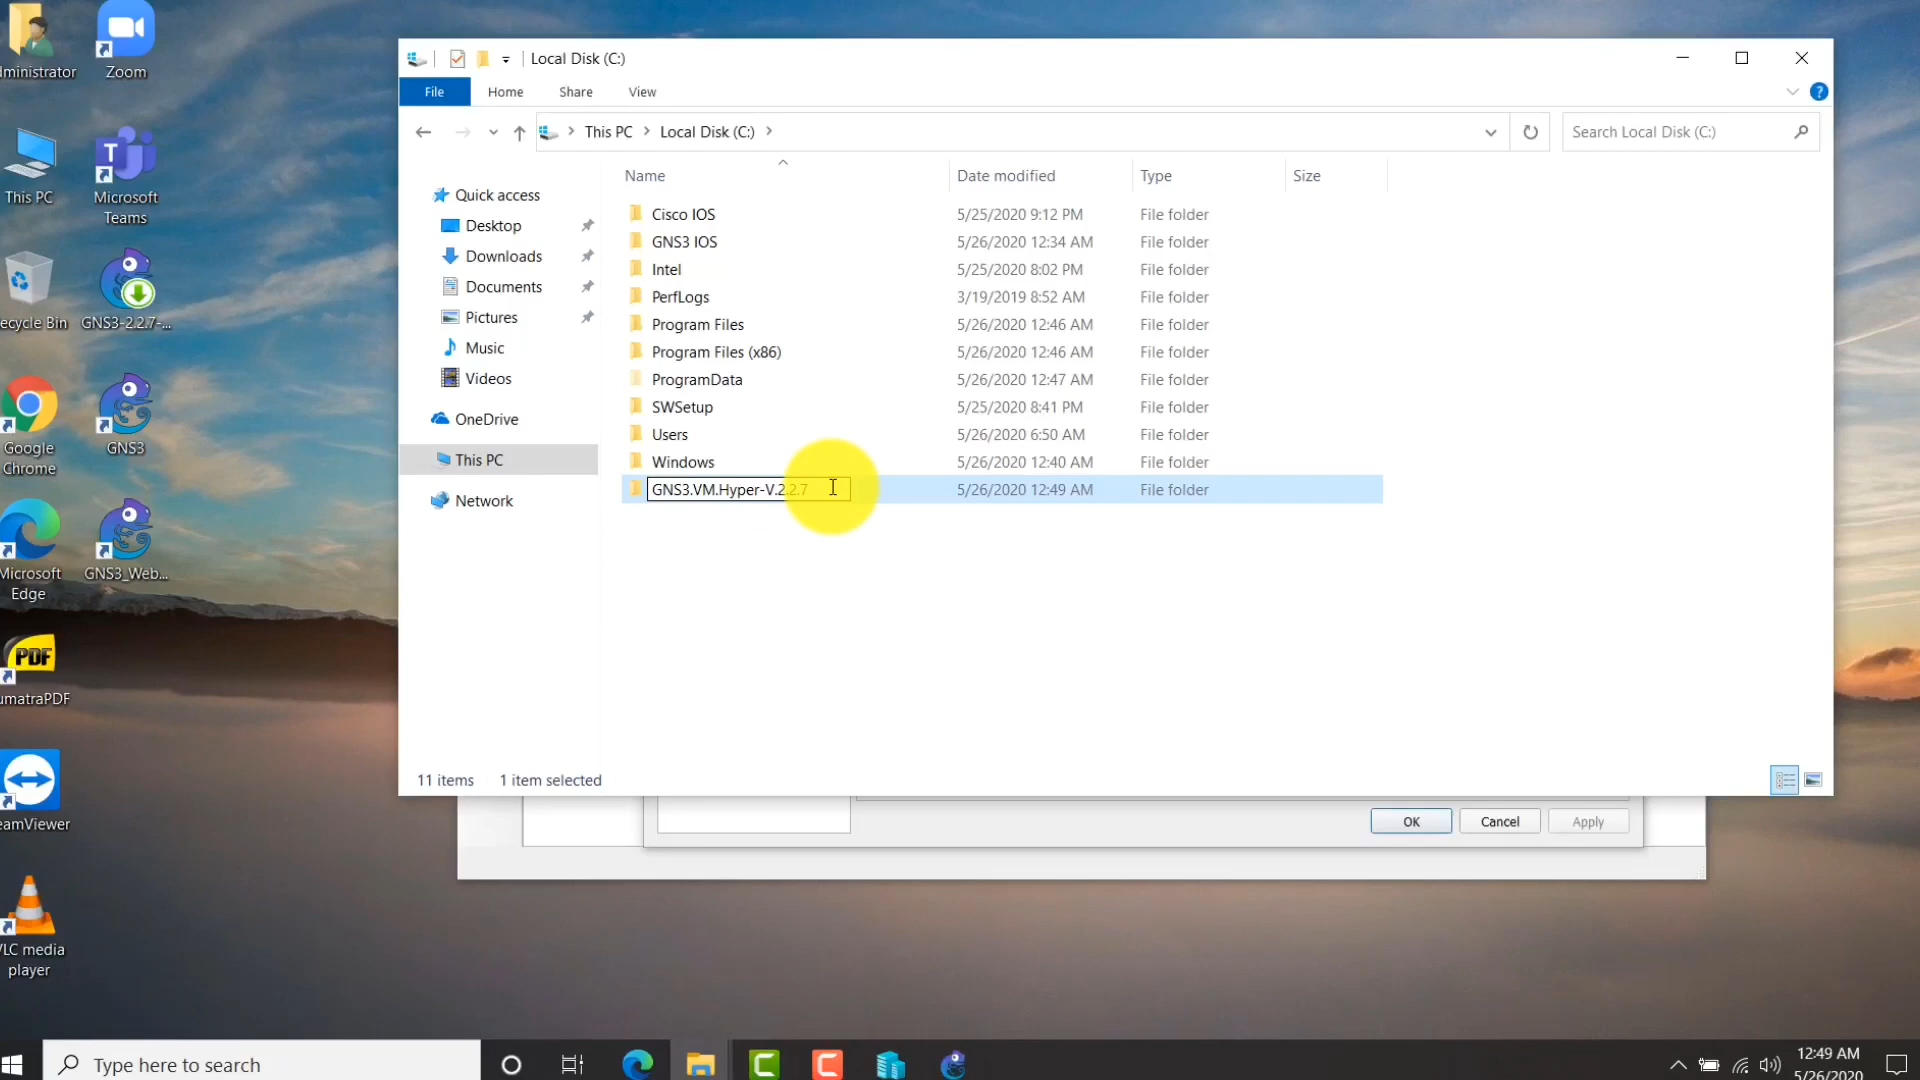 dministrator
Zoom
This PC
Microsoft
Teams
ecycle Bin
GNS3-2.2.7-...
Google
Chrome
GNS3
Microsoft
Edge
GNS3_Web...
PDF
umatraPDF
eamViewer
VLC media
player
Local Disk (C:)
File
Home
Share
View
This PC
Local Disk (C:)
Search Local Disk (C:)
Quick access
Desktop
Downloads
Documents
Pictures
Music
Videos
OneDrive
This PC
Network
Name Date modified Type Size
Cisco IOS 5/25/2020 9:12 PM File folder
GNS3 IOS 5/26/2020 12:34 AM File folder
Intel 5/25/2020 8:02 PM File folder
PerfLogs 3/19/2019 8:52 AM File folder
Program Files 5/26/2020 12:46 AM File folder
Program Files (x86) 5/26/2020 12:46 AM File folder
ProgramData 5/26/2020 12:47 AM File folder
SWSetup 5/25/2020 8:41 PM File folder
Users 5/26/2020 6:50 AM File folder
Windows 5/26/2020 12:40 AM File folder
GNS3.VM.Hyper-V.2.2.7 5/26/2020 12:49 AM File folder
11 items 1 item selected
OK Cancel Apply
Type here to search
12:49 AM
5/26/2020